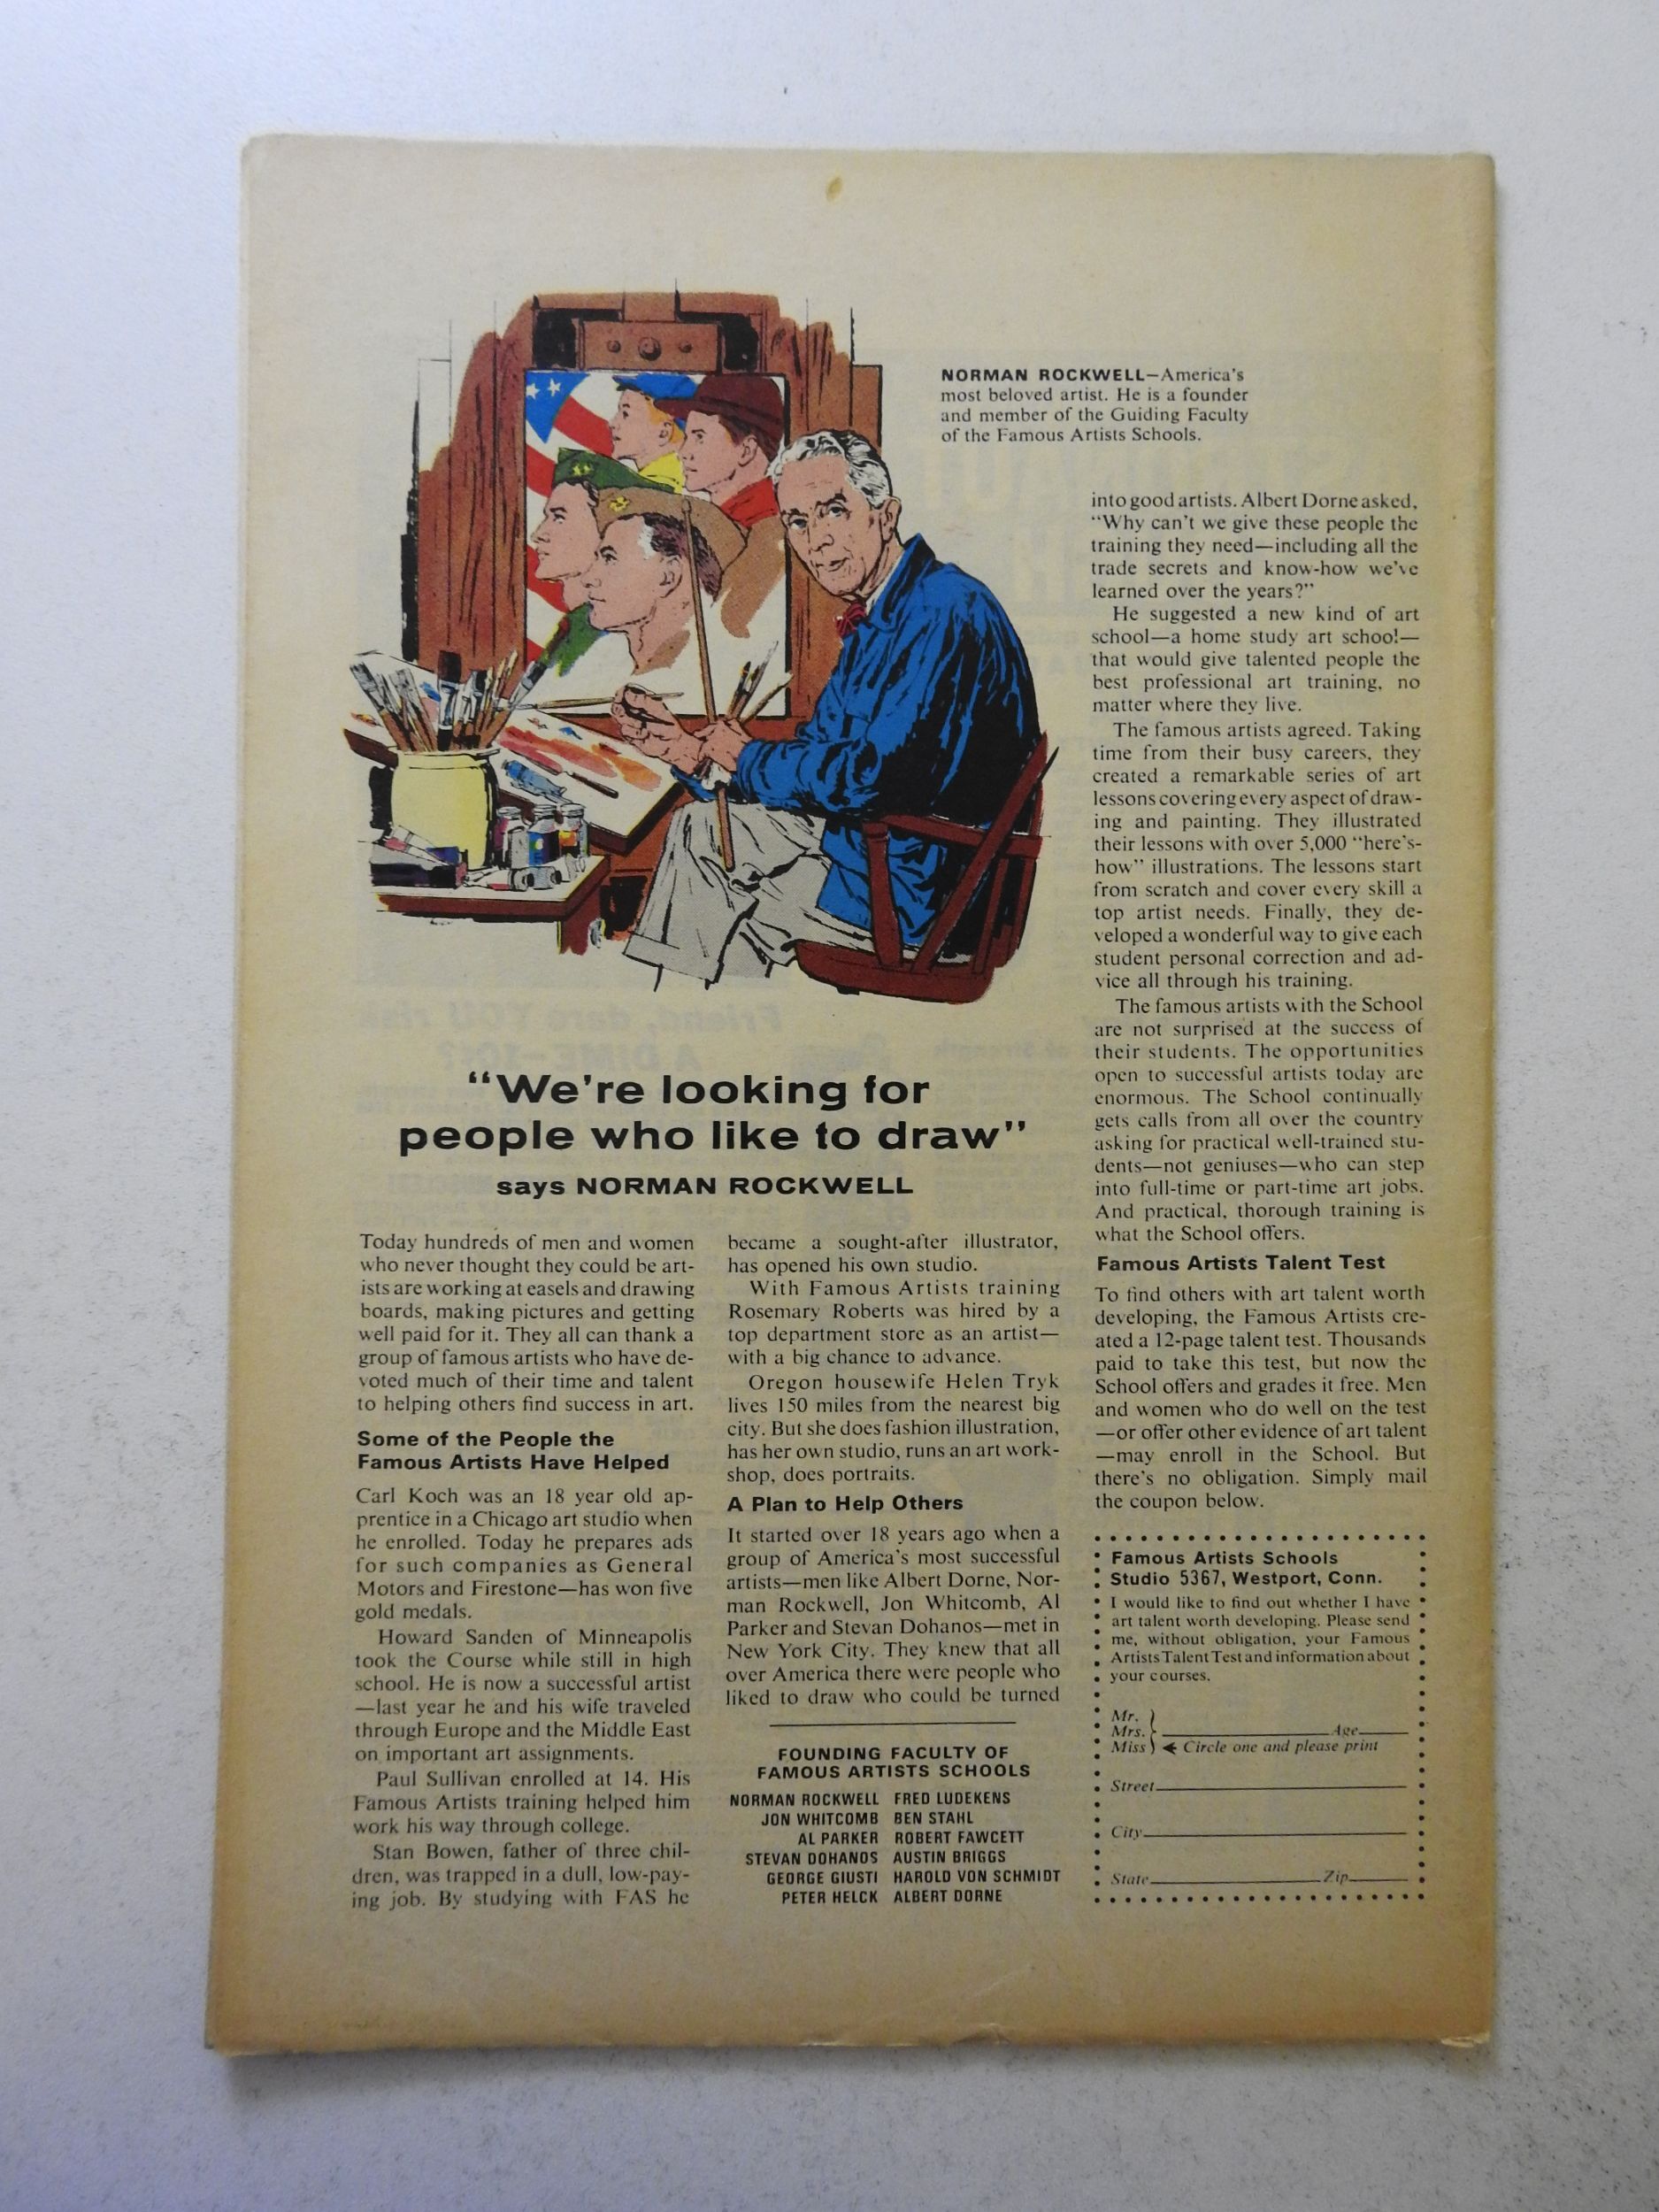 NORMAN ROCKWELL—America's
most beloved artist. He is a founder
and member of the Guiding Faculty
of the Famous Artists Schools.
"We're looking for
people who like to draw"
says NORMAN ROCKWELL
Today hundreds of men and women
who never thought they could be art-
ists are working at easels and drawing
boards, making pictures and getting
well paid for it. They all can thank a
group of famous artists who have de-
voted much of their time and talent
to helping others find success in art.
Some of the People the
Famous Artists Have Helped
Carl Koch was an 18 year old ap-
prentice in a Chicago art studio when
he enrolled. Today he prepares ads
for such companies as General
Motors and Firestone—has won five
gold medals.
Howard Sanden of Minneapolis
took the Course while still in high
school. He is now a successful artist
—last year he and his wife traveled
through Europe and the Middle East
on important art assignments.
Paul Sullivan enrolled at 14. His
Famous Artists training helped him
work his way through college.
Stan Bowen, father of three chil-
dren, was trapped in a dull, low-pay-
ing job. By studying with FAS he
became a sought-after illustrator,
has opened his own studio.
With Famous Artists training
Rosemary Roberts was hired by a
top department store as an artist—
with a big chance to advance.
Oregon housewife Helen Tryk
lives 150 miles from the nearest big
city. But she does fashion illustration,
has her own studio, runs an art work-
shop, does portraits.
A Plan to Help Others
It started over 18 years ago when a
group of America's most successful
artists—men like Albert Dorne, Nor-
man Rockwell, Jon Whitcomb, Al
Parker and Stevan Dohanos—met in
New York City. They knew that all
over America there were people who
liked to draw who could be turned
FOUNDING FACULTY OF
FAMOUS ARTISTS SCHOOLS
NORMAN ROCKWELL FRED LUDEKENS
JON WHITCOMB BEN STAHL
AL PARKER ROBERT FAWCETT
STEVAN DOHANOS AUSTIN BRIGGS
GEORGE GIUSTI HAROLD VON SCHMIDT
PETER HELCK ALBERT DORNE
into good artists. Albert Dorne asked,
"Why can't we give these people the
training they need—including all the
trade secrets and know-how we've
learned over the years?"
He suggested a new kind of art
school—a home study art school—
that would give talented people the
best professional art training, no
matter where they live.
The famous artists agreed. Taking
time from their busy careers, they
created a remarkable series of art
lessons covering every aspect of draw-
ing and painting. They illustrated
their lessons with over 5,000 "here's-
how" illustrations. The lessons start
from scratch and cover every skill a
top artist needs. Finally, they de-
veloped a wonderful way to give each
student personal correction and ad-
vice all through his training.
The famous artists with the School
are not surprised at the success of
their students. The opportunities
open to successful artists today are
enormous. The School continually
gets calls from all over the country
asking for practical well-trained stu-
dents—not geniuses—who can step
into full-time or part-time art jobs.
And practical, thorough training is
what the School offers.
Famous Artists Talent Test
To find others with art talent worth
developing, the Famous Artists cre-
ated a 12-page talent test. Thousands
paid to take this test, but now the
School offers and grades it free. Men
and women who do well on the test
—or offer other evidence of art talent
—may enroll in the School. But
there's no obligation. Simply mail
the coupon below.
Famous Artists Schools
Studio 5367, Westport, Conn.
I would like to find out whether I have
art talent worth developing. Please send
me, without obligation, your Famous
Artists Talent Test and information about
your courses.
Mr.
Mrs. Age
Miss Circle one and please print
Street
City
State Zip